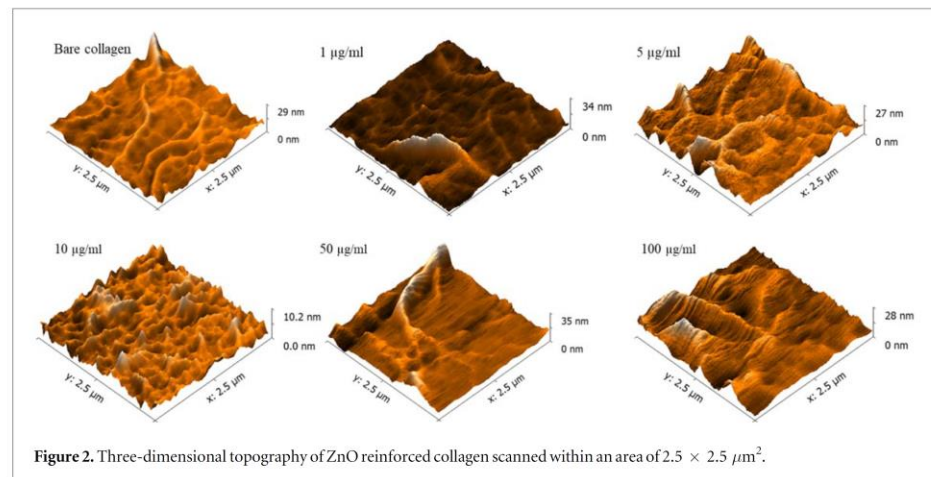 Bare collagen
29 nm
0 nm
y: 2.5 µm
x: 2.5 µm
1 µg/ml
34 nm
0 nm
y: 2.5 µm
x: 2.5 µm
5 µg/ml
27 nm
0 nm
y: 2.5 µm
x: 2.5 µm
10 µg/ml
10.2 nm
0.0 nm
y: 2.5 µm
x: 2.5 µm
50 µg/ml
35 nm
0 nm
y: 2.5 µm
x: 2.5 µm
100 µg/ml
28 nm
0 nm
y: 2.5 µm
x: 2.5 µm
Figure 2. Three-dimensional topography of ZnO reinforced collagen scanned within an area of 2.5 × 2.5 µm².